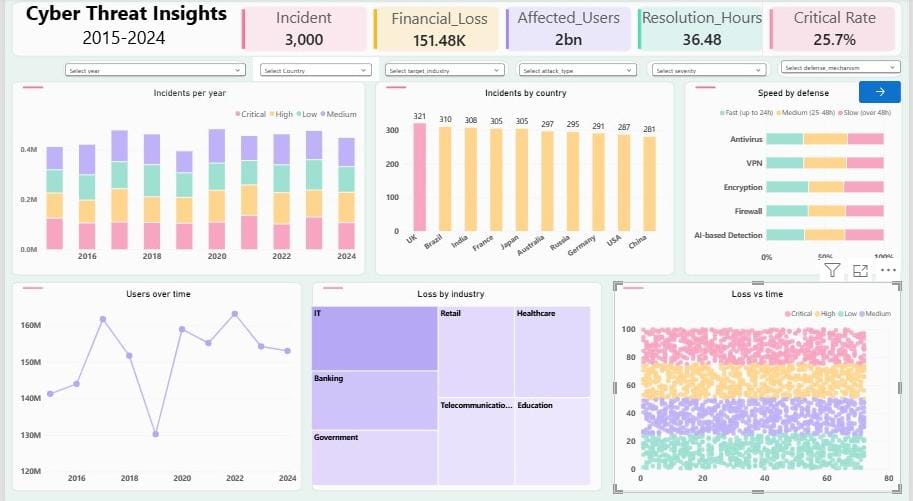 Cyber Threat Insights
2015-2024
Incident
3,000
Financial_Loss
151.48K
Affected_Users
2bn
Resolution_Hours
36.48
Critical Rate
25.7%
Select year
Select Country
Select target_industry
Select attack_type
Select severity
Select defense_mechanism
Incidents per year
Critical High Low Medium
0.4M
0.2M
0.0M
2016 2018 2020 2022 2024
Incidents by country
300
200
100
0
321 310 308 305 305 297 295 291 287 281
UK Brazil India France Japan Australia Russia Germany USA China
Speed by defense
Fast (up to 24h) Medium (25-48h) Slow (over 48h)
Antivirus
VPN
Encryption
Firewall
AI-based Detection
0% 50% 100%
Users over time
160M
150M
140M
130M
120M
2016 2018 2020 2022 2024
Loss by industry
IT
Banking
Government
Retail
Healthcare
Telecommunicatio...
Education
Loss vs time
Critical High Low Medium
100
80
60
40
20
0
0 20 40 60 80